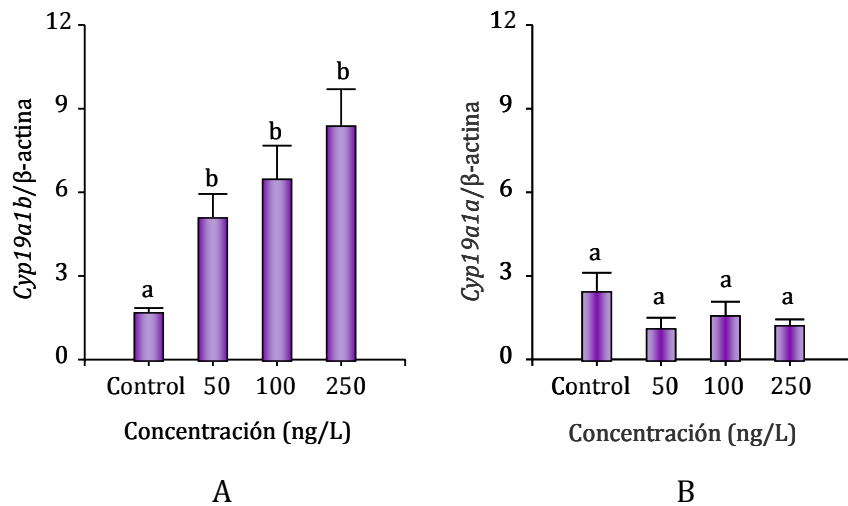 Cyp19a1b/β-actina
12
9
6
3
0
a
b
b
b
Control 50 100 250
Concentración (ng/L)
A
Cyp19a1a/β-actina
12
9
6
3
0
a
a
a
a
Control 50 100 250
Concentración (ng/L)
B